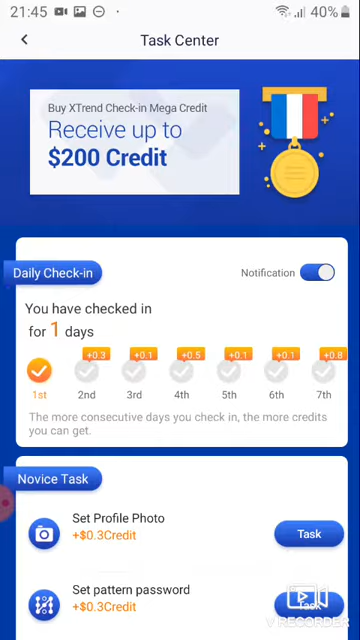 21:45
40%
Task Center
Buy XTrend Check-in Mega Credit
Receive up to
$200 Credit
Daily Check-in
Notification
You have checked in
for 1 days
+0.3 +0.1 +0.5 +0.1 +0.1 +0.8
1st 2nd 3rd 4th 5th 6th 7th
The more consecutive days you check in, the more credits
you can get.
Novice Task
Set Profile Photo
+$0.3Credit
Task
Set pattern password
+$0.3Credit
Task
V RECORDER